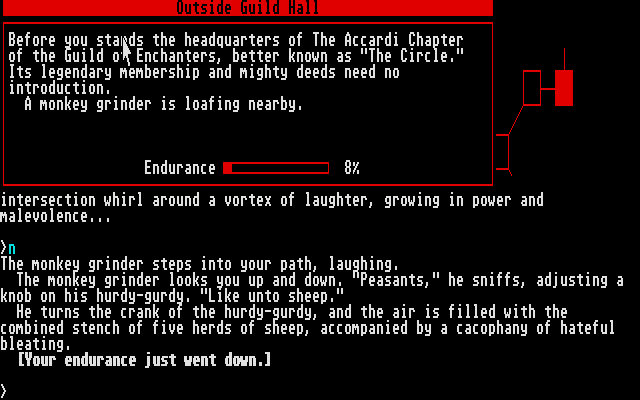 Outside Guild Hall
Before you stands the headquarters of The Accardi Chapter
of the Guild of Enchanters, better known as "The Circle."
Its legendary membership and mighty deeds need no
introduction.
A monkey grinder is loafing nearby.
Endurance 8%
intersection whirl around a vortex of laughter, growing in power and
malevolence...
>n
The monkey grinder steps into your path, laughing.
The monkey grinder looks you up and down. "Peasants," he sniffs, adjusting a
knob on his hurdy-gurdy. "Like unto sheep."
He turns the crank of the hurdy-gurdy, and the air is filled with the
combined stench of five herds of sheep, accompanied by a cacophany of hateful
bleating.
[Your endurance just went down.]
>